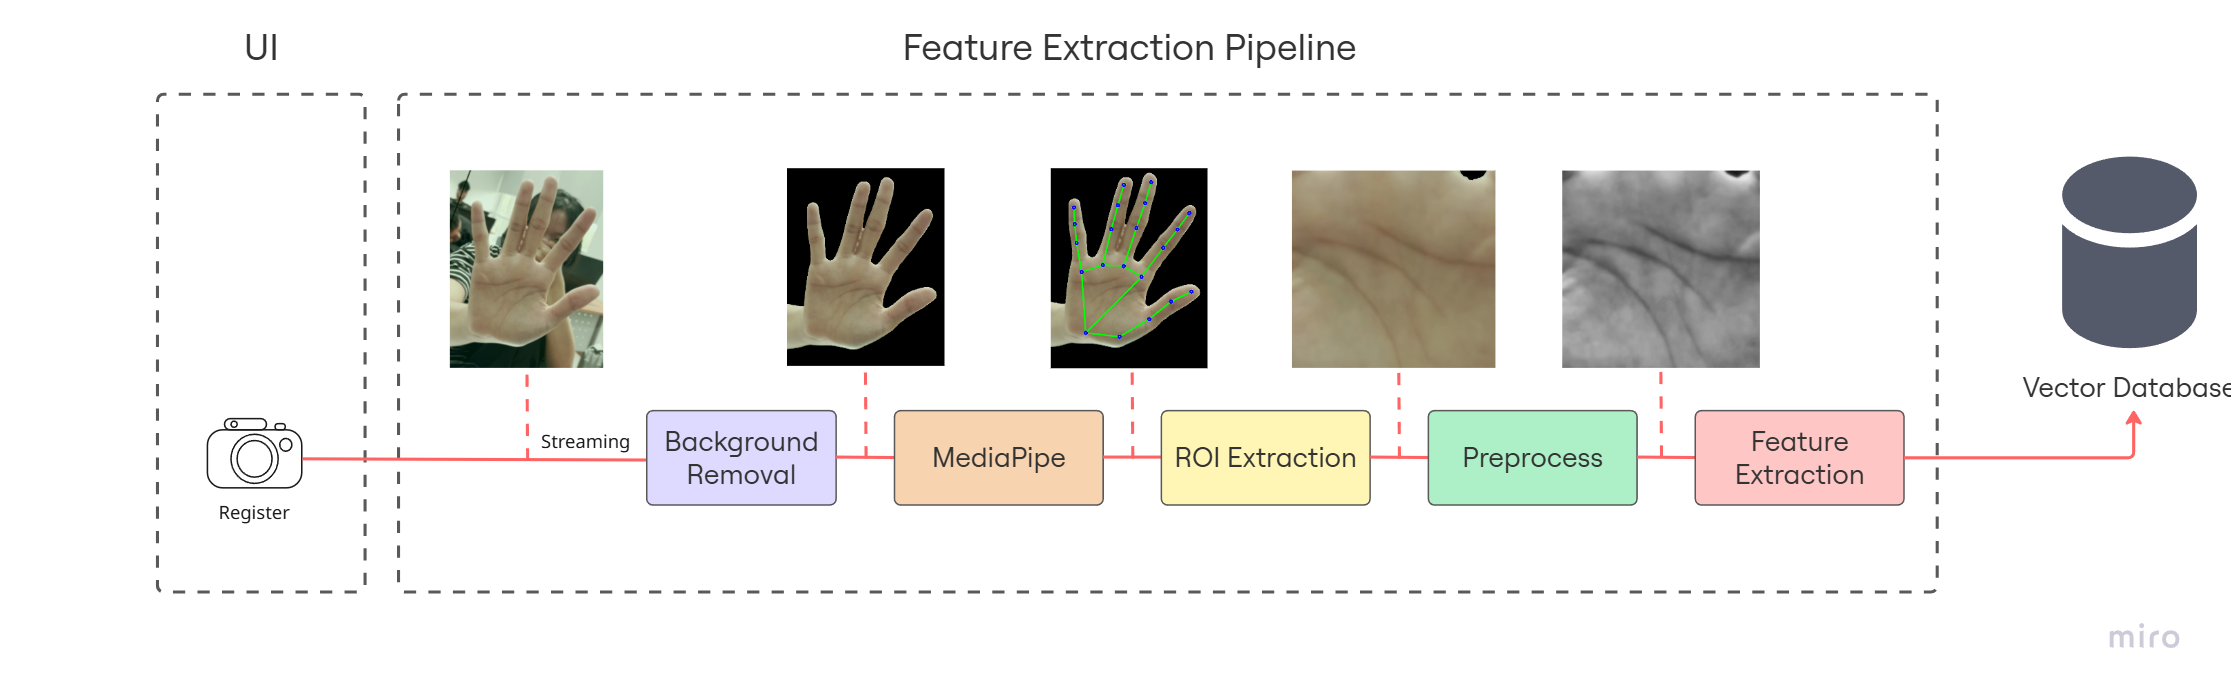 UI
Feature Extraction Pipeline
Streaming
Background
Removal
MediaPipe
ROI Extraction
Preprocess
Feature
Extraction
Register
Vector Database
miro